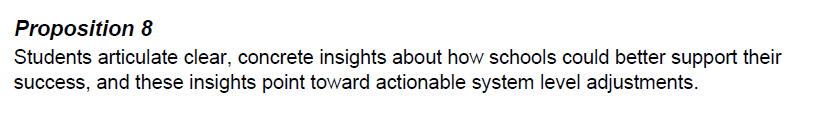 Proposition 8
Students articulate clear, concrete insights about how schools could better support their
success, and these insights point toward actionable system level adjustments.